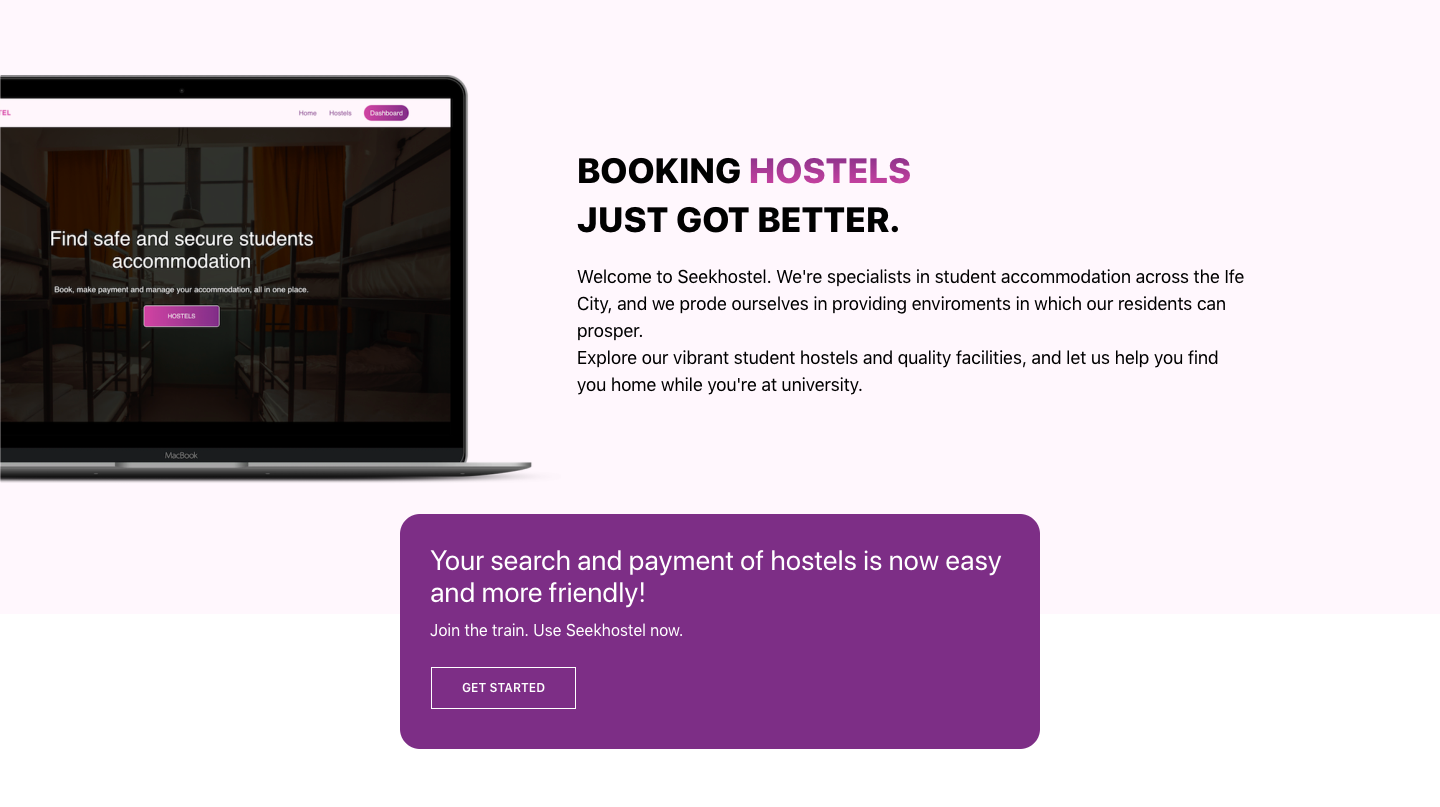 TEL
Home Hostels Dashboard
Find safe and secure students
accommodation
Book, make payment and manage your accommodation, all in one place.
HOSTELS
MacBook
BOOKING HOSTELS
JUST GOT BETTER.
Welcome to Seekhostel. We're specialists in student accommodation across the Ife
City, and we prode ourselves in providing enviroments in which our residents can
prosper.
Explore our vibrant student hostels and quality facilities, and let us help you find
you home while you're at university.
Your search and payment of hostels is now easy
and more friendly!
Join the train. Use Seekhostel now.
GET STARTED